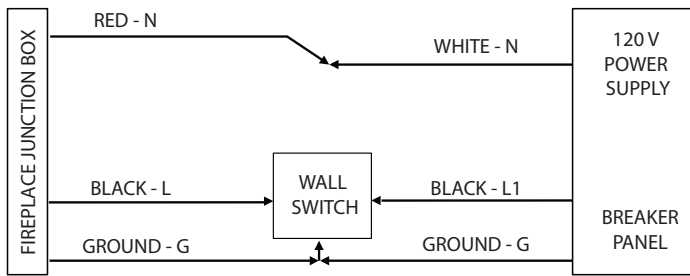 FIREPLACE JUNCTION BOX
RED - N
WHITE - N
120 V
POWER
SUPPLY
BLACK - L
WALL
SWITCH
BLACK - L1
BREAKER
PANEL
GROUND - G
GROUND - G